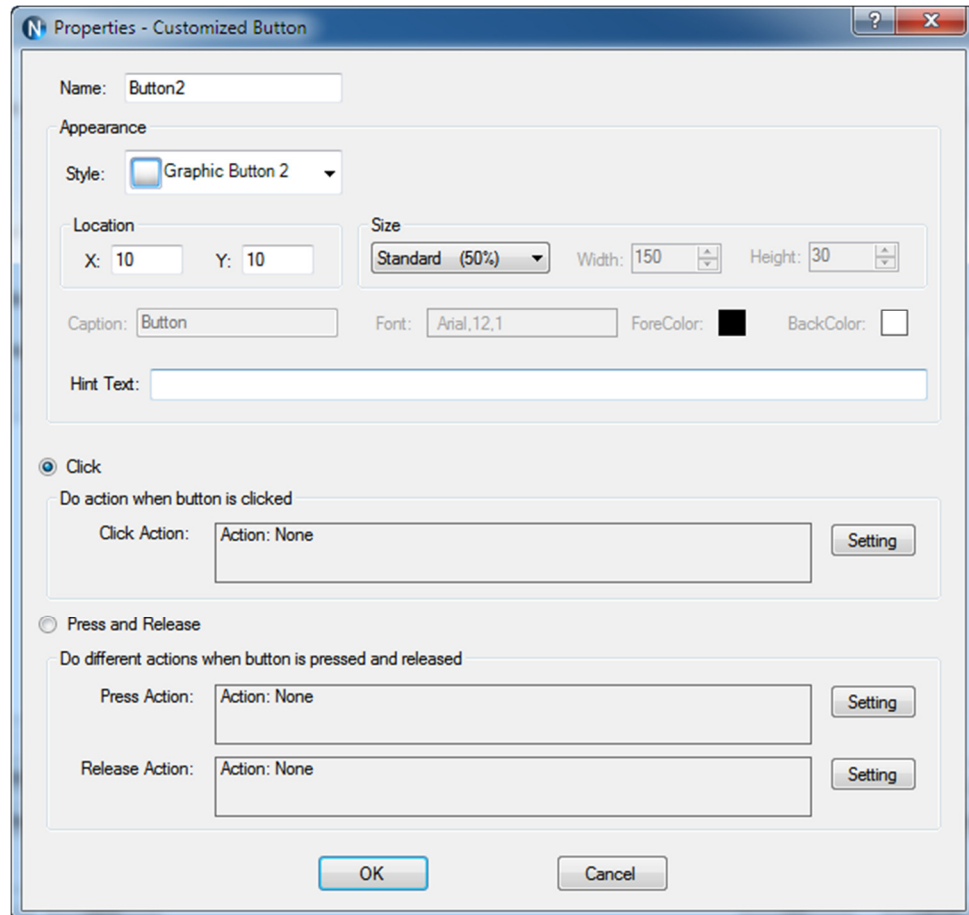 N Properties - Customized Button ?
Name: Button2
Appearance
Style: Graphic Button 2
Location
X: 10 Y: 10
Size
Standard (50%) Width: 150 Height: 30
Caption: Button Font: Arial,12,1 ForeColor: BackColor:
Hint Text:
Click
Do action when button is clicked
Click Action: Action: None Setting
Press and Release
Do different actions when button is pressed and released
Press Action: Action: None Setting
Release Action: Action: None Setting
OK Cancel